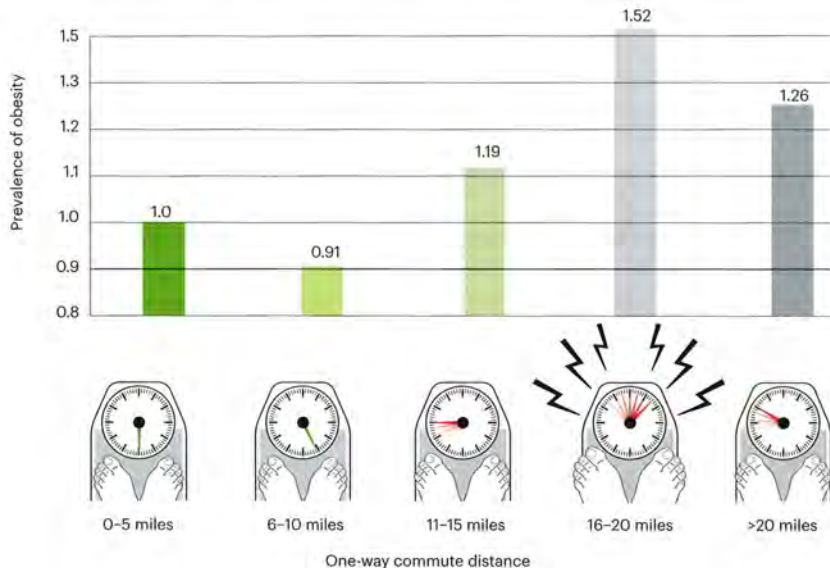 Prevalence of obesity
1.5
1.3
1.2
1.1
1.0
0.9
0.8
1.0
0.91
1.19
1.52
1.26
0–5 miles
6–10 miles
11–15 miles
16–20 miles
>20 miles
One-way commute distance